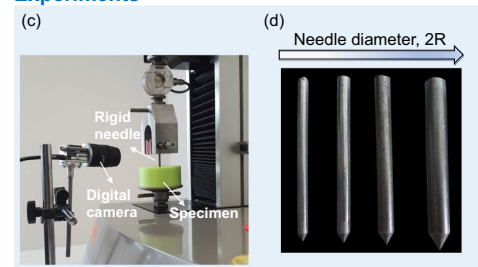 Experiments
(c)
(d)
Needle diameter, 2R
Rigid
needle
Digital
camera
Specimen